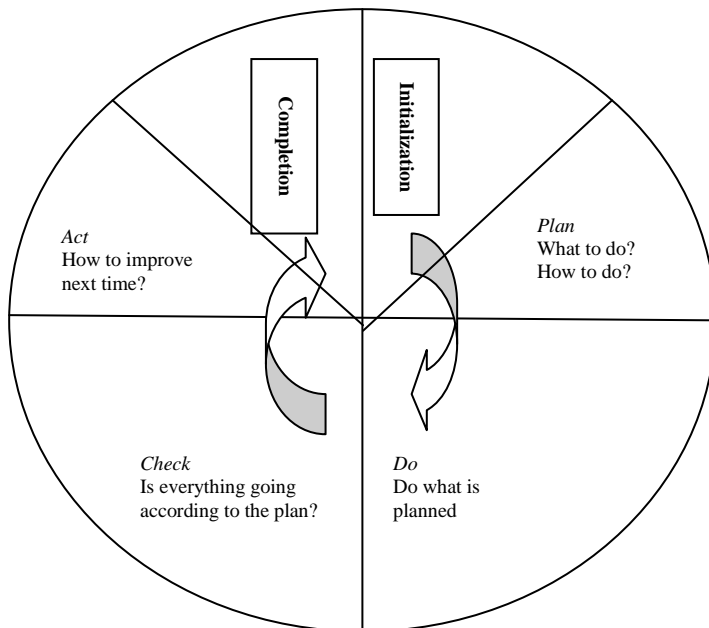 Completion
Initialization
Act
How to improve
next time?
Plan
What to do?
How to do?
Check
Is everything going
according to the plan?
Do
Do what is
planned